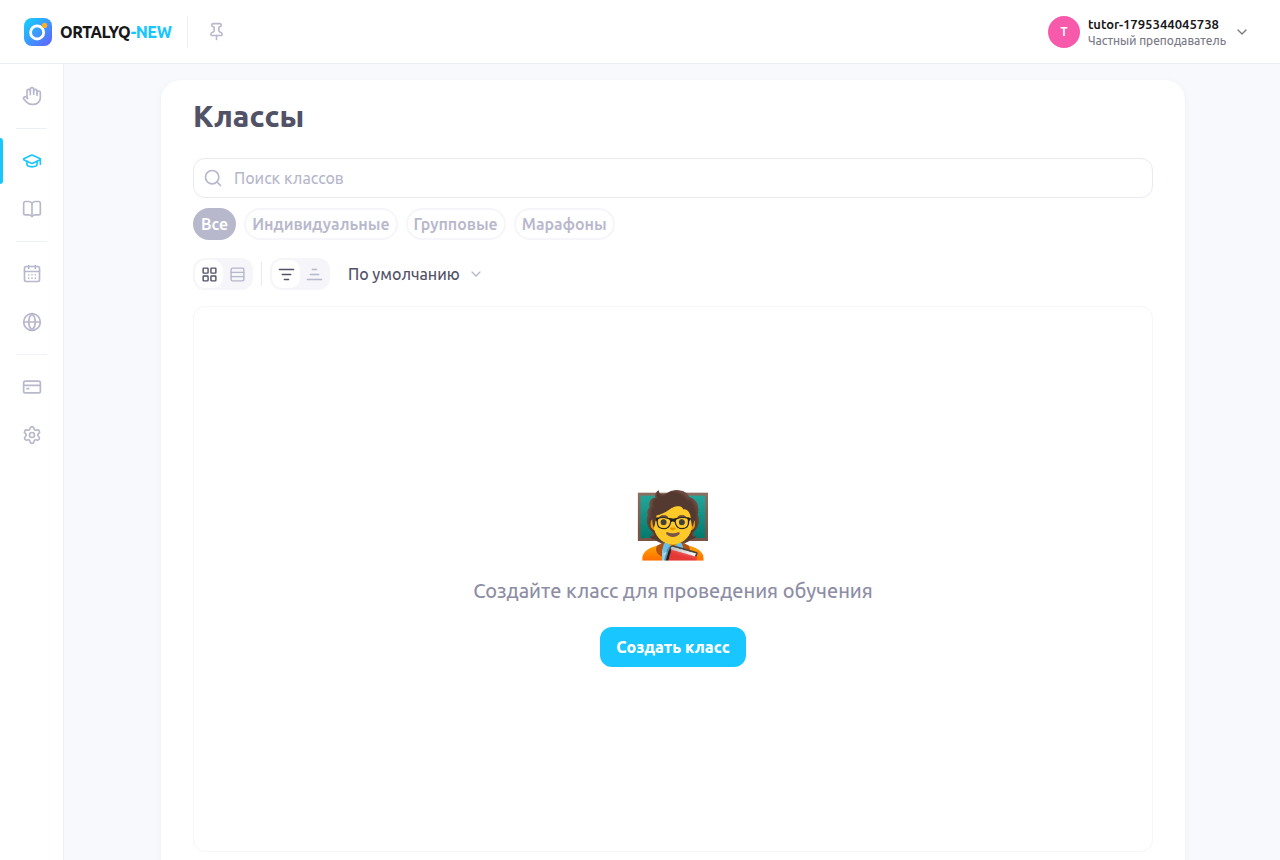 ORTALYQ-NEW
T
tutor-1795344045738
Частный преподаватель
Классы
Поиск классов
Все
Индивидуальные
Групповые
Марафоны
По умолчанию
Создайте класс для проведения обучения
Создать класс